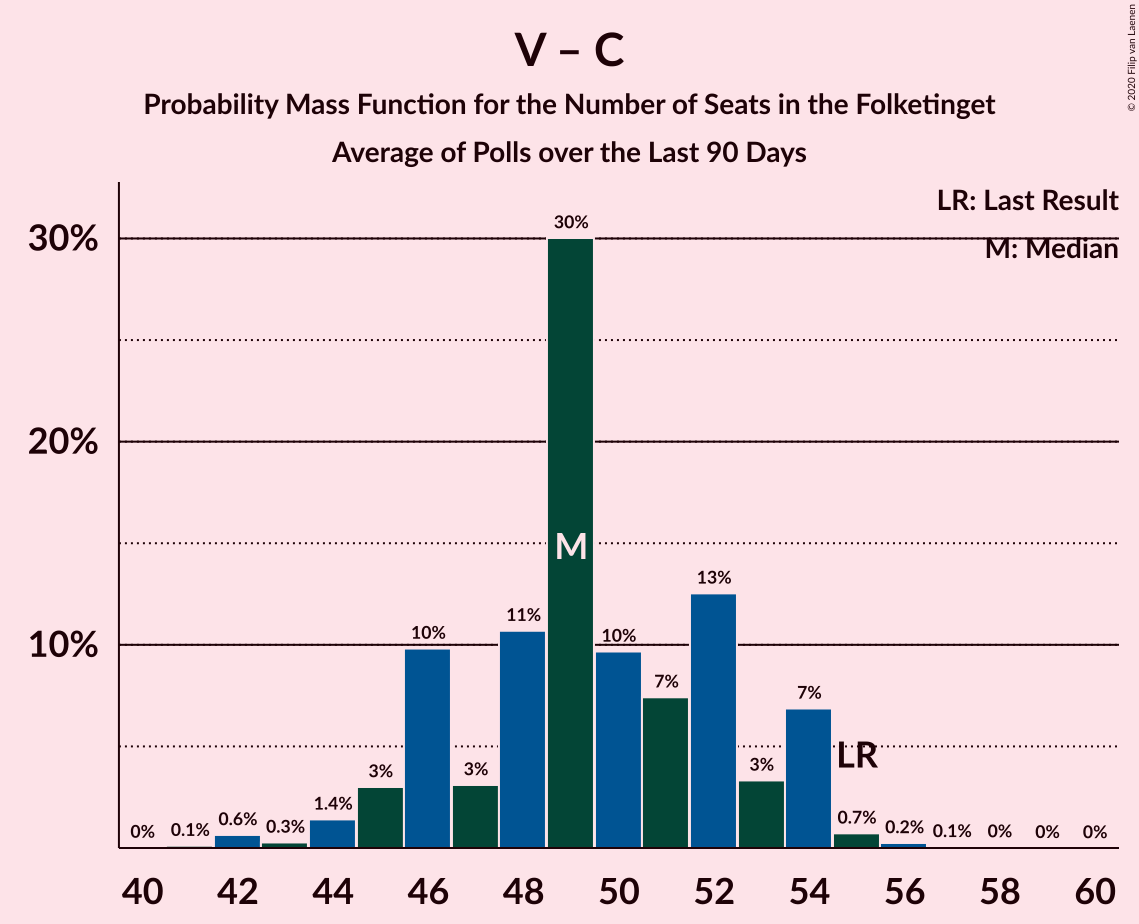 V – C
Probability Mass Function for the Number of Seats in the Folketinget
Average of Polls over the Last 90 Days
© 2020 Filip van Laenen
LR: Last Result
M: Median
30%
20%
10%
0%
0.1%
0.6%
0.3%
1.4%
3%
10%
3%
11%
30%
M
10%
7%
13%
3%
7%
LR
0.7%
0.2%
0.1%
0%
0%
0%
40 42 44 46 48 50 52 54 56 58 60